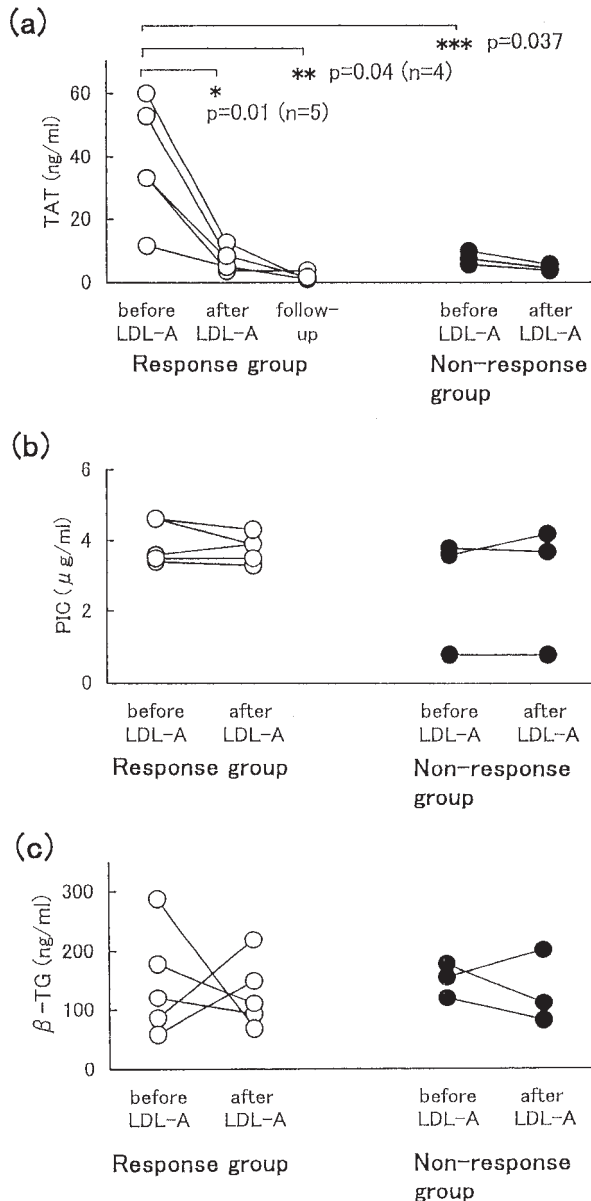 (a)
*** p=0.037
** p=0.04 (n=4)
*
p=0.01 (n=5)
TAT (ng/ml)
60
40
20
0
before after follow- before after
LDL-A LDL-A up LDL-A LDL-A
Response group Non-response
group
(b)
PIC (μg/ml)
6
4
2
0
before after before after
LDL-A LDL-A LDL-A LDL-A
Response group Non-response
group
(c)
β-TG (ng/ml)
300
200
100
0
before after before after
LDL-A LDL-A LDL-A LDL-A
Response group Non-response
group